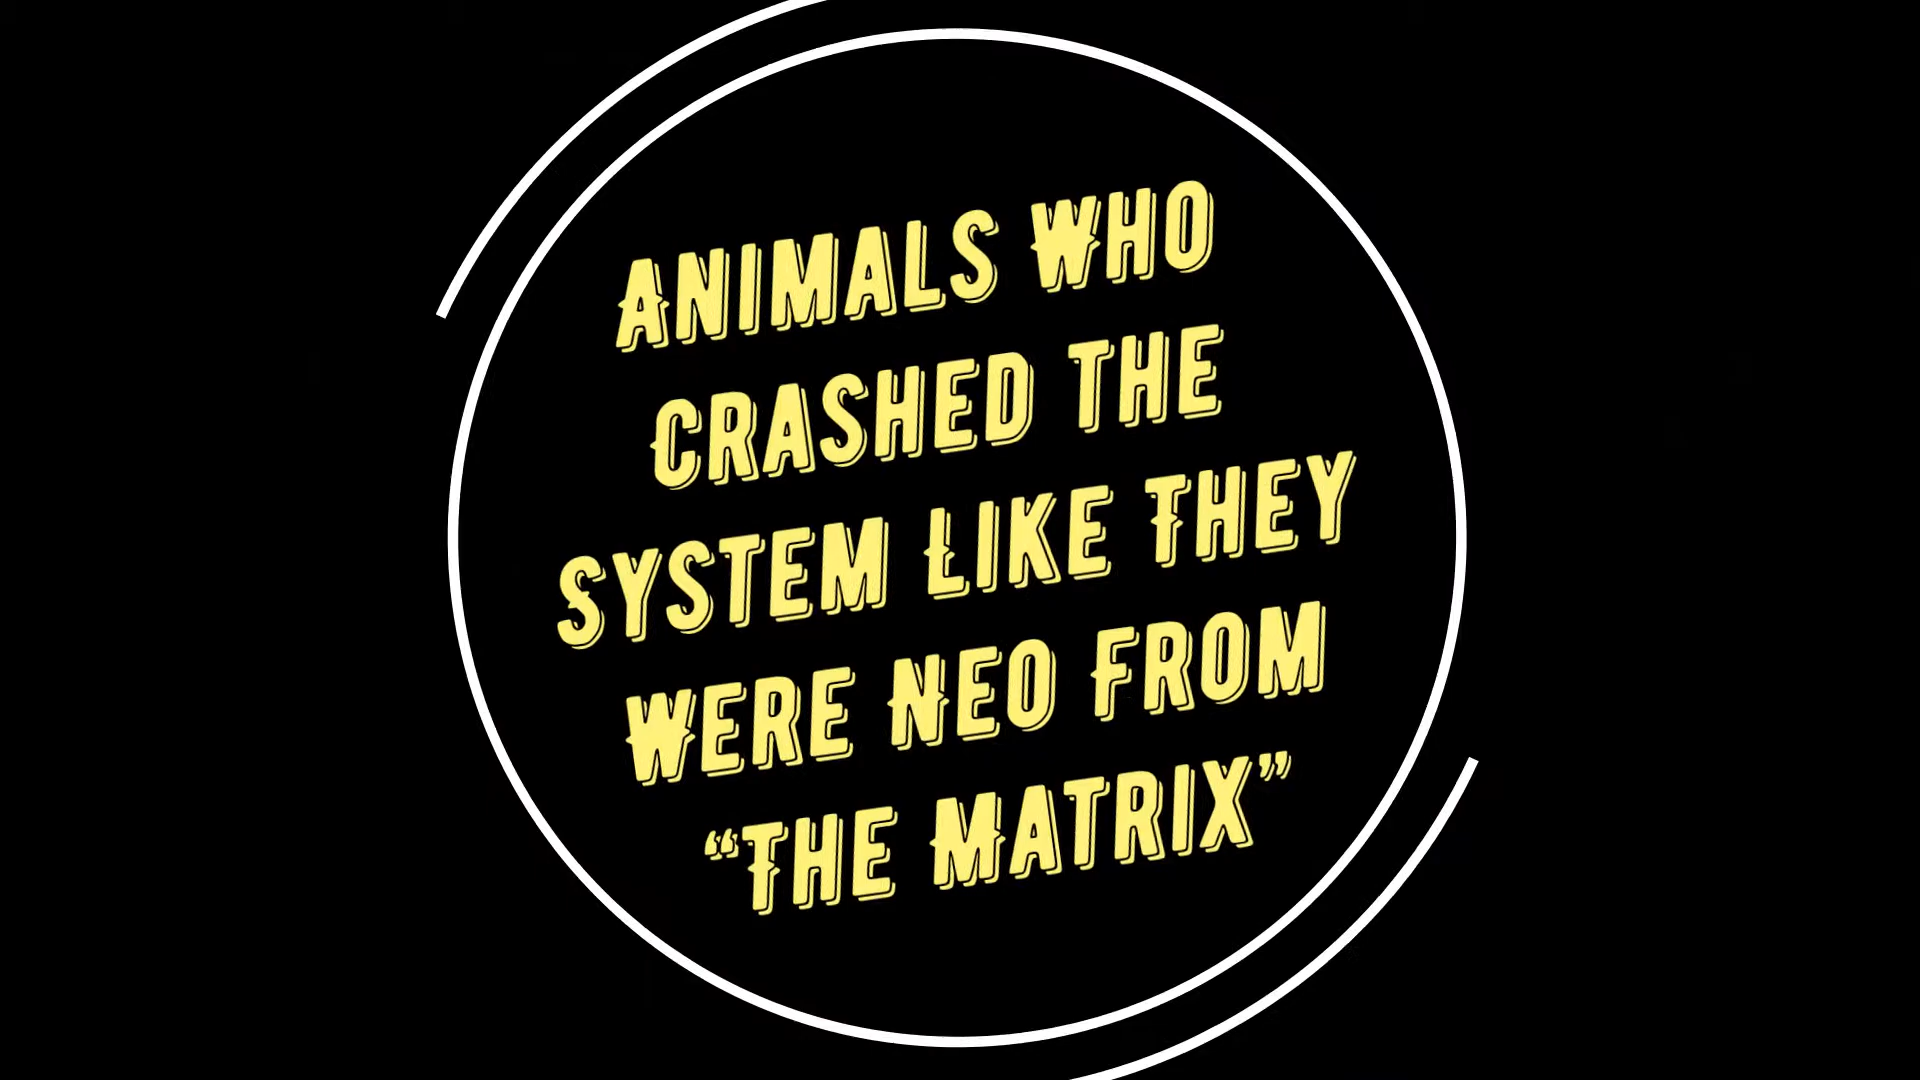 Animals Who
Crashed the
System Like They
Were Neo From
“The Matrix”